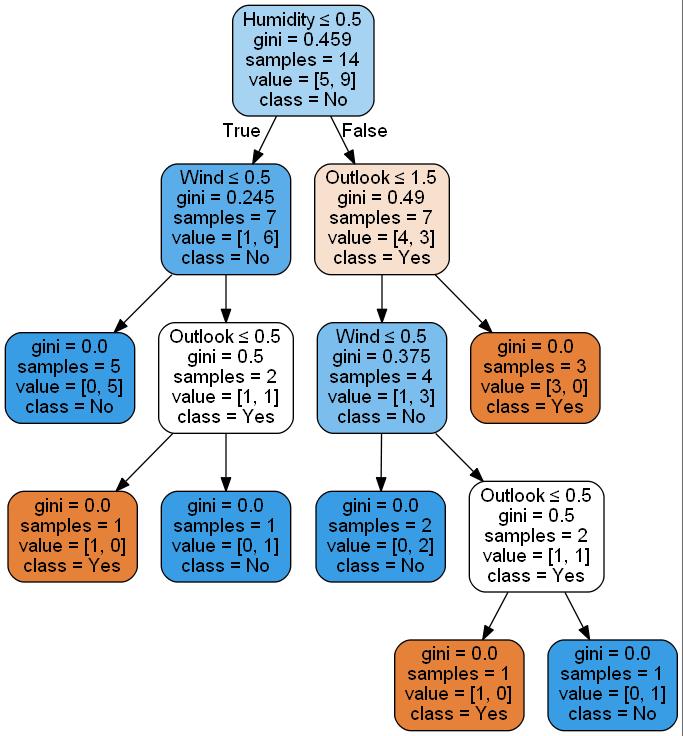 Humidity ≤ 0.5
gini = 0.459
samples = 14
value = [5, 9]
class = No
True
False
Wind ≤ 0.5
gini = 0.245
samples = 7
value = [1, 6]
class = No
Outlook ≤ 1.5
gini = 0.49
samples = 7
value = [4, 3]
class = Yes
gini = 0.0
samples = 5
value = [0, 5]
class = No
Outlook ≤ 0.5
gini = 0.5
samples = 2
value = [1, 1]
class = Yes
Wind ≤ 0.5
gini = 0.375
samples = 4
value = [1, 3]
class = No
gini = 0.0
samples = 3
value = [3, 0]
class = Yes
gini = 0.0
samples = 1
value = [1, 0]
class = Yes
gini = 0.0
samples = 1
value = [0, 1]
class = No
gini = 0.0
samples = 2
value = [0, 2]
class = No
Outlook ≤ 0.5
gini = 0.5
samples = 2
value = [1, 1]
class = Yes
gini = 0.0
samples = 1
value = [1, 0]
class = Yes
gini = 0.0
samples = 1
value = [0, 1]
class = No